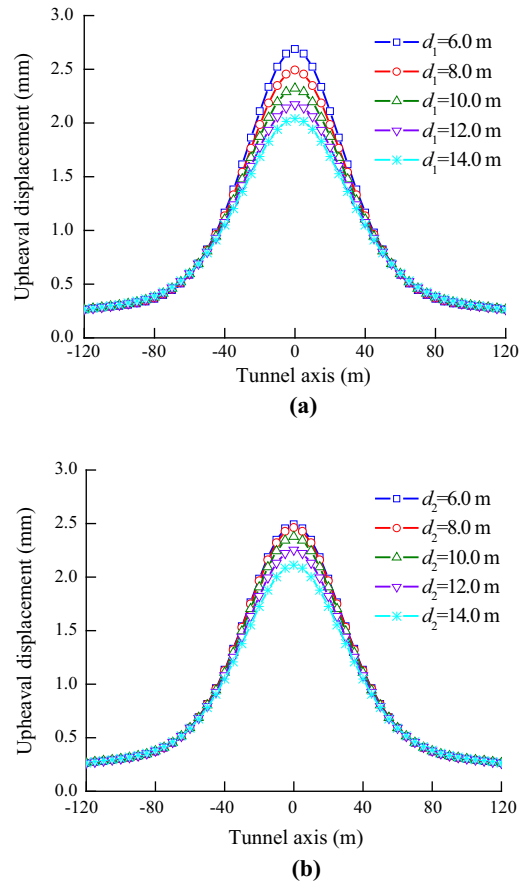 3.0
2.5
2.0
1.5
1.0
0.5
0.0
Upheaval displacement (mm)
d1=6.0 m
d1=8.0 m
d1=10.0 m
d1=12.0 m
d1=14.0 m
-120 -80 -40 0 40 80 120
Tunnel axis (m)
(a)
3.0
2.5
2.0
1.5
1.0
0.5
0.0
Upheaval displacement (mm)
d2=6.0 m
d2=8.0 m
d2=10.0 m
d2=12.0 m
d2=14.0 m
-120 -80 -40 0 40 80 120
Tunnel axis (m)
(b)